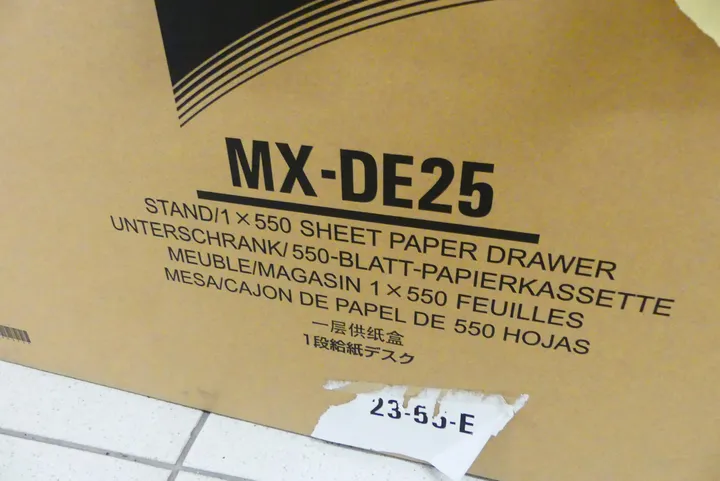 MX-DE25
STAND/1×550 SHEET PAPER DRAWER
UNTERSCHRANK/550-BLATT-PAPIERKASSETTE
MEUBLE/MAGASIN 1×550 FEUILLES
MESA/CAJON DE PAPEL DE 550 HOJAS
一层供纸盒
1段給紙デスク